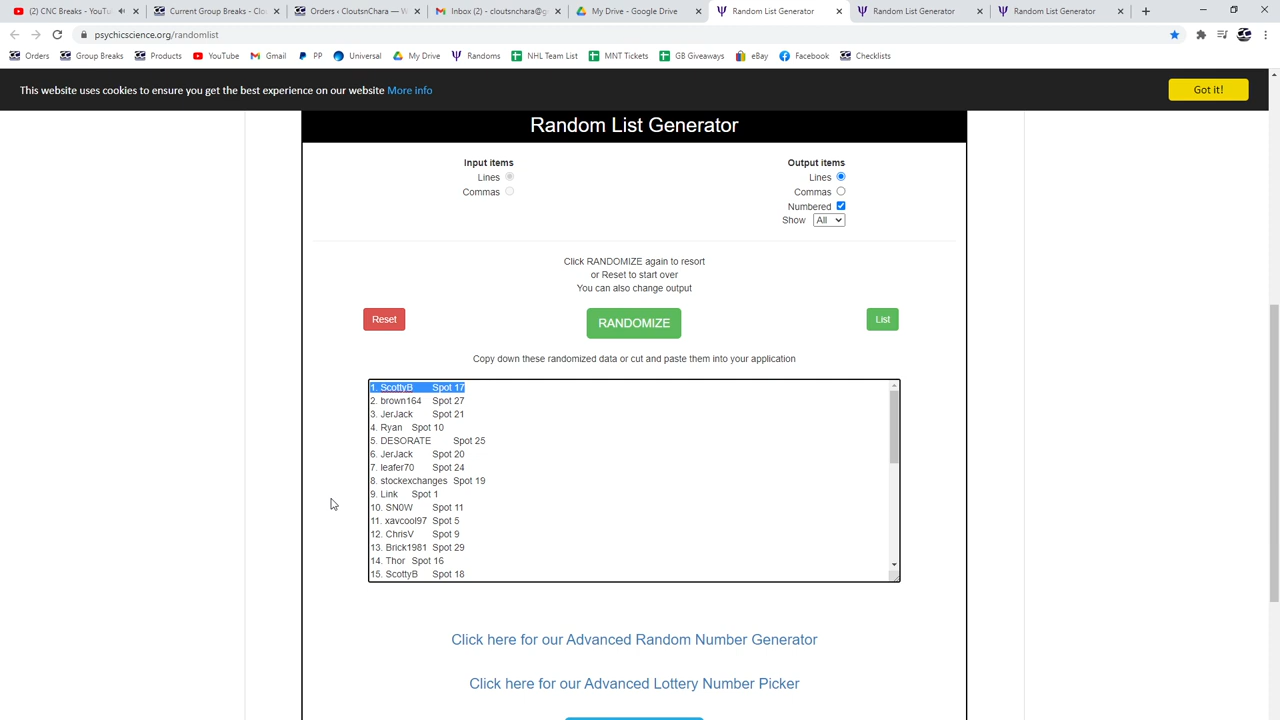 (2) CNC Breaks - YouTu
Current Group Breaks - Clo
Orders ‹ CloutsnChara — W
Inbox (2) - cloutsnchara@g
My Drive - Google Drive
Random List Generator
Random List Generator
Random List Generator
psychicscience.org/randomlist
Orders
Group Breaks
Products
YouTube
Gmail
PP
Universal
My Drive
Randoms
NHL Team List
MNT Tickets
GB Giveaways
eBay
Facebook
Checklists
This website uses cookies to ensure you get the best experience on our website More info
Got it!
Random List Generator
Input items
Lines
Commas
Output items
Lines
Commas
Numbered
Show All
Click RANDOMIZE again to resort
or Reset to start over
You can also change output
Reset
RANDOMIZE
List
Copy down these randomized data or cut and paste them into your application
1. ScottyB Spot 17
2. brown164 Spot 27
3. JerJack Spot 21
4. Ryan Spot 10
5. DESORATE Spot 25
6. JerJack Spot 20
7. leafer70 Spot 24
8. stockexchanges Spot 19
9. Link Spot 1
10. SN0W Spot 11
11. xavcool97 Spot 5
12. ChrisV Spot 9
13. Brick1981 Spot 29
14. Thor Spot 16
15. ScottyB Spot 18
Click here for our Advanced Random Number Generator
Click here for our Advanced Lottery Number Picker